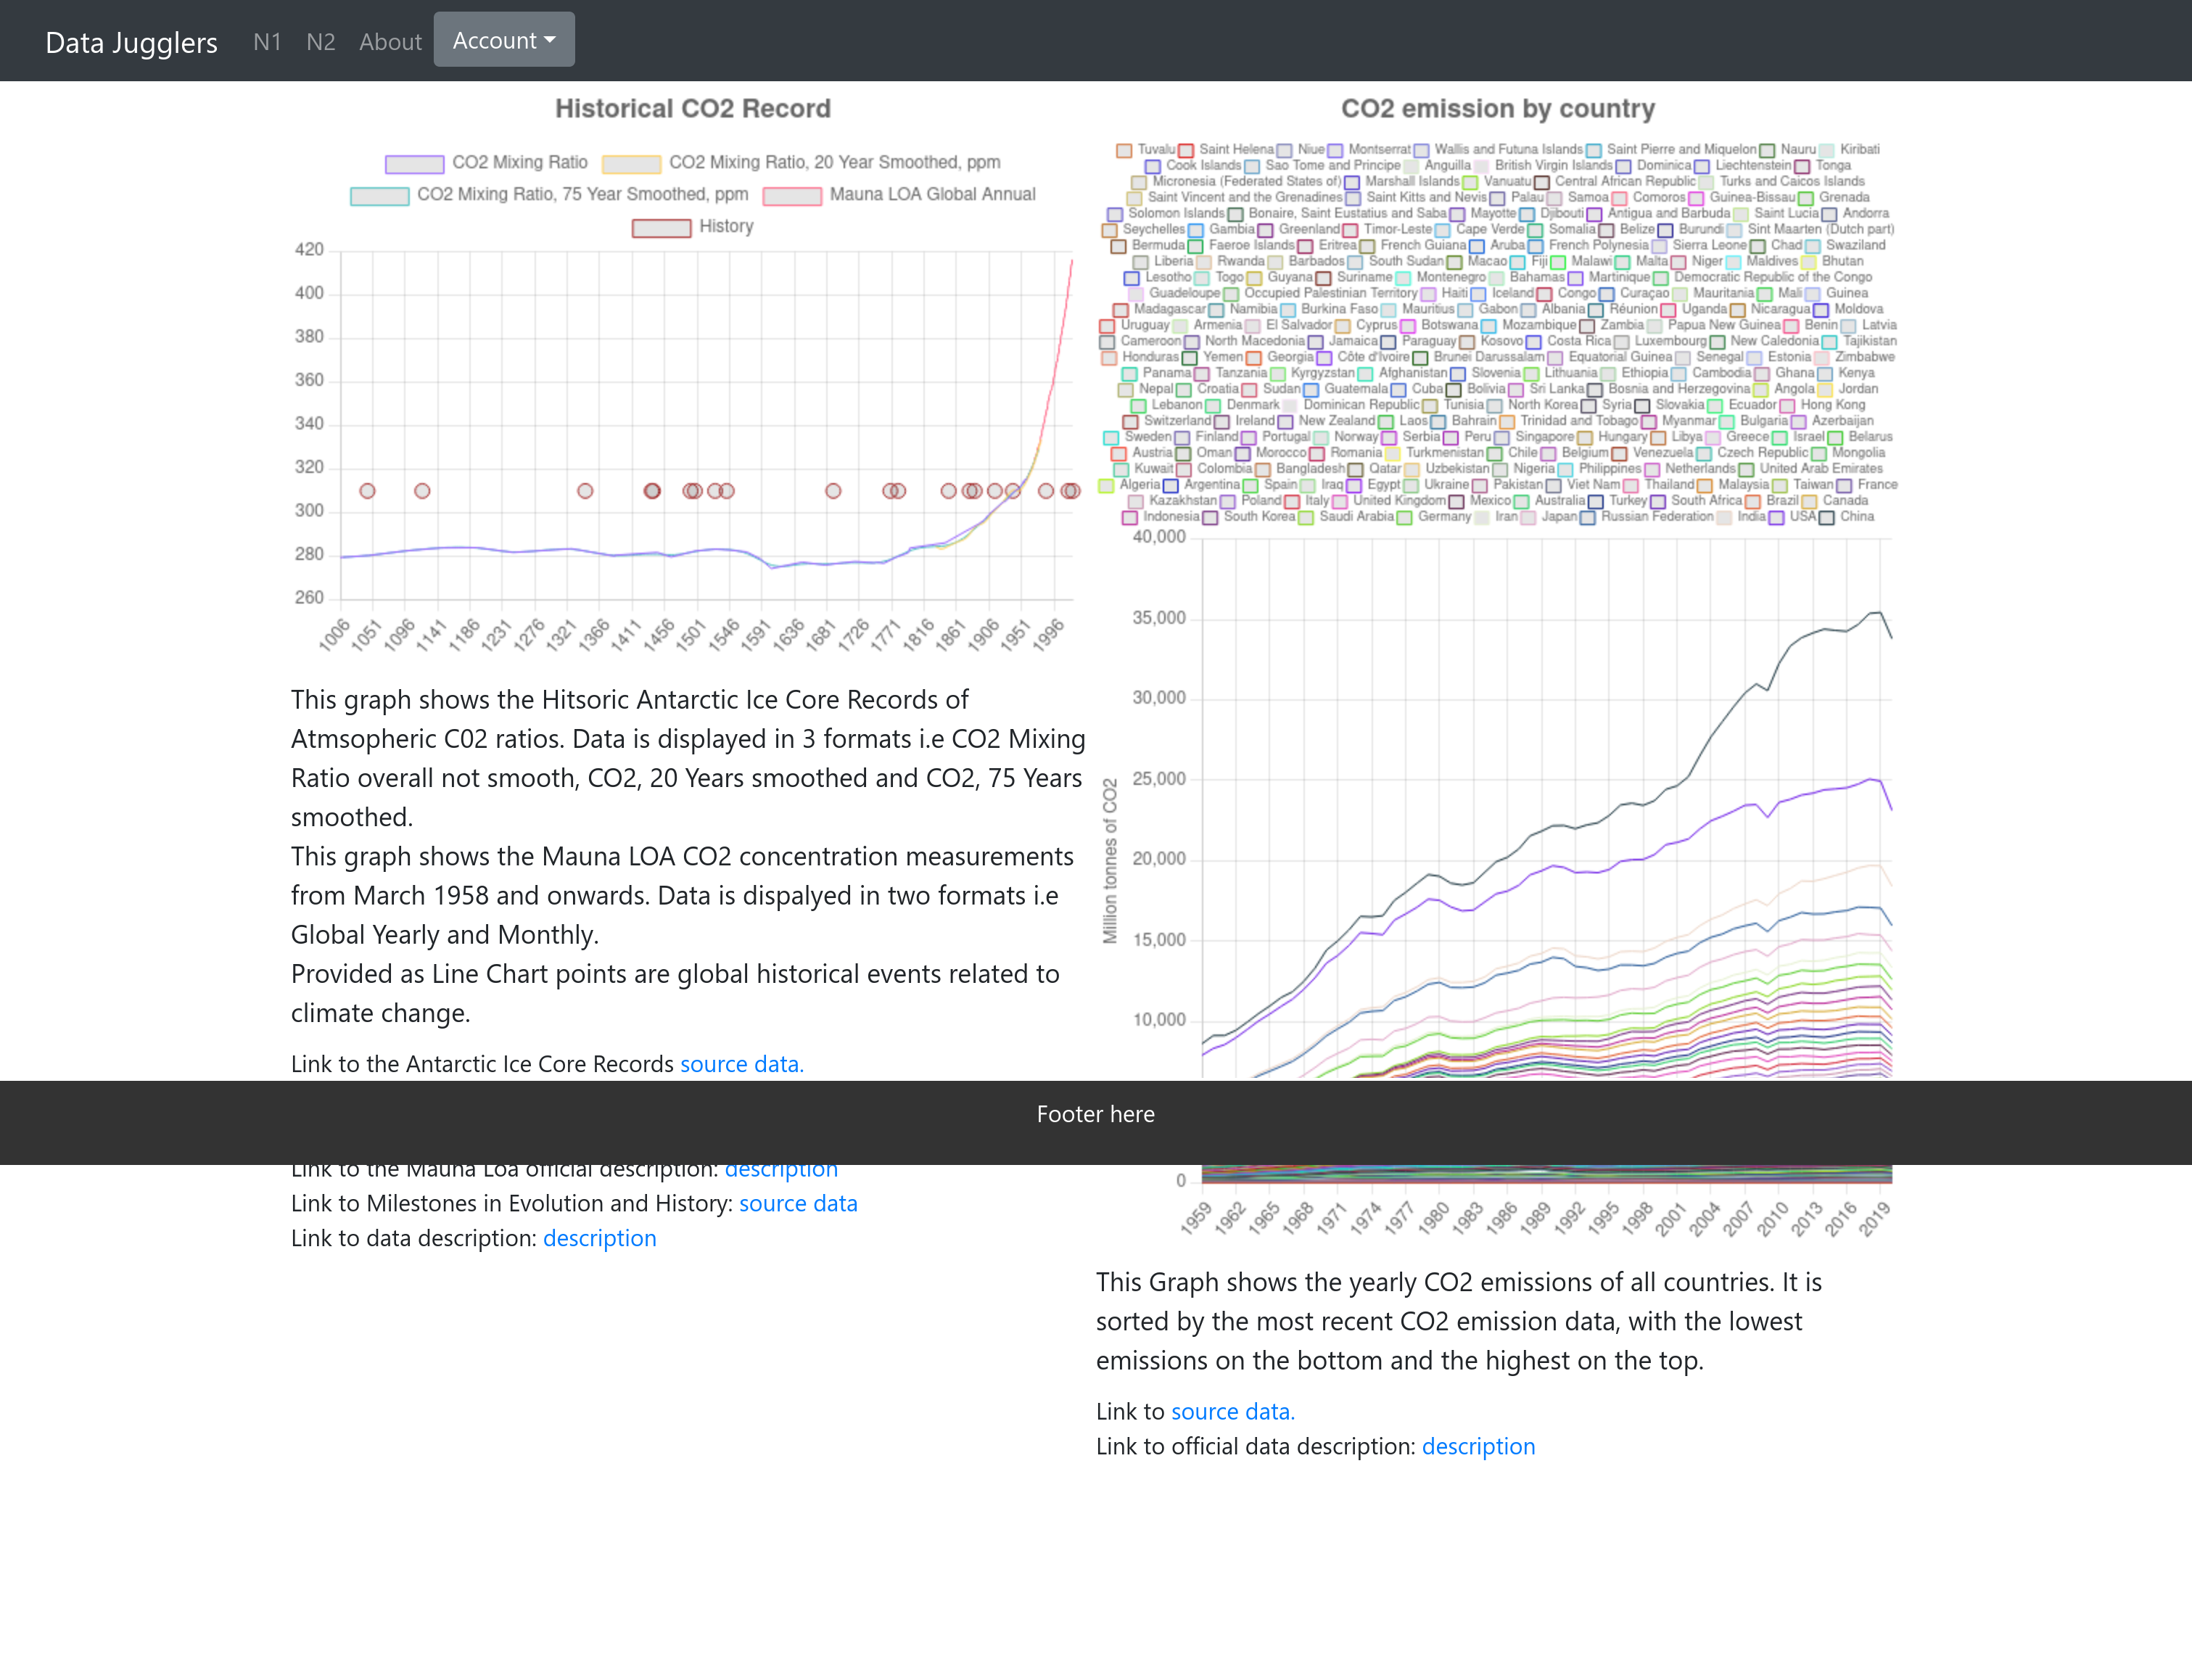 Data Jugglers N1 N2 About Account
Historical CO2 Record
CO2 Mixing Ratio CO2 Mixing Ratio, 20 Year Smoothed, ppm
CO2 Mixing Ratio, 75 Year Smoothed, ppm Mauna LOA Global Annual
History
420
400
380
360
340
320
300
280
260
1006 1051 1096 1141 1186 1231 1276 1321 1366 1411 1456 1501 1546 1591 1636 1681 1726 1771 1816 1861 1906 1951 1996
This graph shows the Hitsoric Antarctic Ice Core Records of
Atmsopheric C02 ratios. Data is displayed in 3 formats i.e CO2 Mixing
Ratio overall not smooth, CO2, 20 Years smoothed and CO2, 75 Years
smoothed.
This graph shows the Mauna LOA CO2 concentration measurements
from March 1958 and onwards. Data is dispalyed in two formats i.e
Global Yearly and Monthly.
Provided as Line Chart points are global historical events related to
climate change.
Link to the Antarctic Ice Core Records source data.
Footer here
Link to the Mauna Loa official description: description
Link to Milestones in Evolution and History: source data
Link to data description: description
CO2 emission by country
Tuvalu Saint Helena Niue Montserrat Wallis and Futuna Islands Saint Pierre and Miquelon Nauru Kiribati
Cook Islands Sao Tome and Principe Anguilla British Virgin Islands Dominica Liechtenstein Tonga
Micronesia (Federated States of) Marshall Islands Vanuatu Central African Republic Turks and Caicos Islands
Saint Vincent and the Grenadines Saint Kitts and Nevis Palau Samoa Comoros Guinea-Bissau Grenada
Solomon Islands Bonaire, Saint Eustatius and Saba Mayotte Djibouti Antigua and Barbuda Saint Lucia Andorra
Seychelles Gambia Greenland Timor-Leste Cape Verde Somalia Belize Burundi Sint Maarten (Dutch part)
Bermuda Faeroe Islands Eritrea French Guiana Aruba French Polynesia Sierra Leone Chad Swaziland
Liberia Rwanda Barbados South Sudan Macao Fiji Malawi Malta Niger Maldives Bhutan
Lesotho Togo Guyana Suriname Montenegro Bahamas Martinique Democratic Republic of the Congo
Guadeloupe Occupied Palestinian Territory Haiti Iceland Congo Curaçao Mauritania Mali Guinea
Madagascar Namibia Burkina Faso Mauritius Gabon Albania Réunion Uganda Nicaragua Moldova
Uruguay Armenia El Salvador Cyprus Botswana Mozambique Zambia Papua New Guinea Benin Latvia
Cameroon North Macedonia Jamaica Paraguay Kosovo Costa Rica Luxembourg New Caledonia Tajikistan
Honduras Yemen Georgia Côte d'Ivoire Brunei Darussalam Equatorial Guinea Senegal Estonia Zimbabwe
Panama Tanzania Kyrgyzstan Afghanistan Slovenia Lithuania Ethiopia Cambodia Ghana Kenya
Nepal Croatia Sudan Guatemala Cuba Bolivia Sri Lanka Bosnia and Herzegovina Angola Jordan
Lebanon Denmark Dominican Republic Tunisia North Korea Syria Slovakia Ecuador Hong Kong
Switzerland Ireland New Zealand Laos Bahrain Trinidad and Tobago Myanmar Bulgaria Azerbaijan
Sweden Finland Portugal Norway Serbia Peru Singapore Hungary Libya Greece Israel Belarus
Austria Oman Morocco Romania Turkmenistan Chile Belgium Venezuela Czech Republic Mongolia
Kuwait Colombia Bangladesh Qatar Uzbekistan Nigeria Philippines Netherlands United Arab Emirates
Algeria Argentina Spain Iraq Egypt Ukraine Pakistan Viet Nam Thailand Malaysia Taiwan France
Kazakhstan Poland Italy United Kingdom Mexico Australia Turkey South Africa Brazil Canada
Indonesia South Korea Saudi Arabia Germany Iran Japan Russian Federation India USA China
Million tonnes of CO2
40,000
35,000
30,000
25,000
20,000
15,000
10,000
0
1959 1962 1965 1968 1971 1974 1977 1980 1983 1986 1989 1992 1995 1998 2001 2004 2007 2010 2013 2016 2019
This Graph shows the yearly CO2 emissions of all countries. It is
sorted by the most recent CO2 emission data, with the lowest
emissions on the bottom and the highest on the top.
Link to source data.
Link to official data description: description